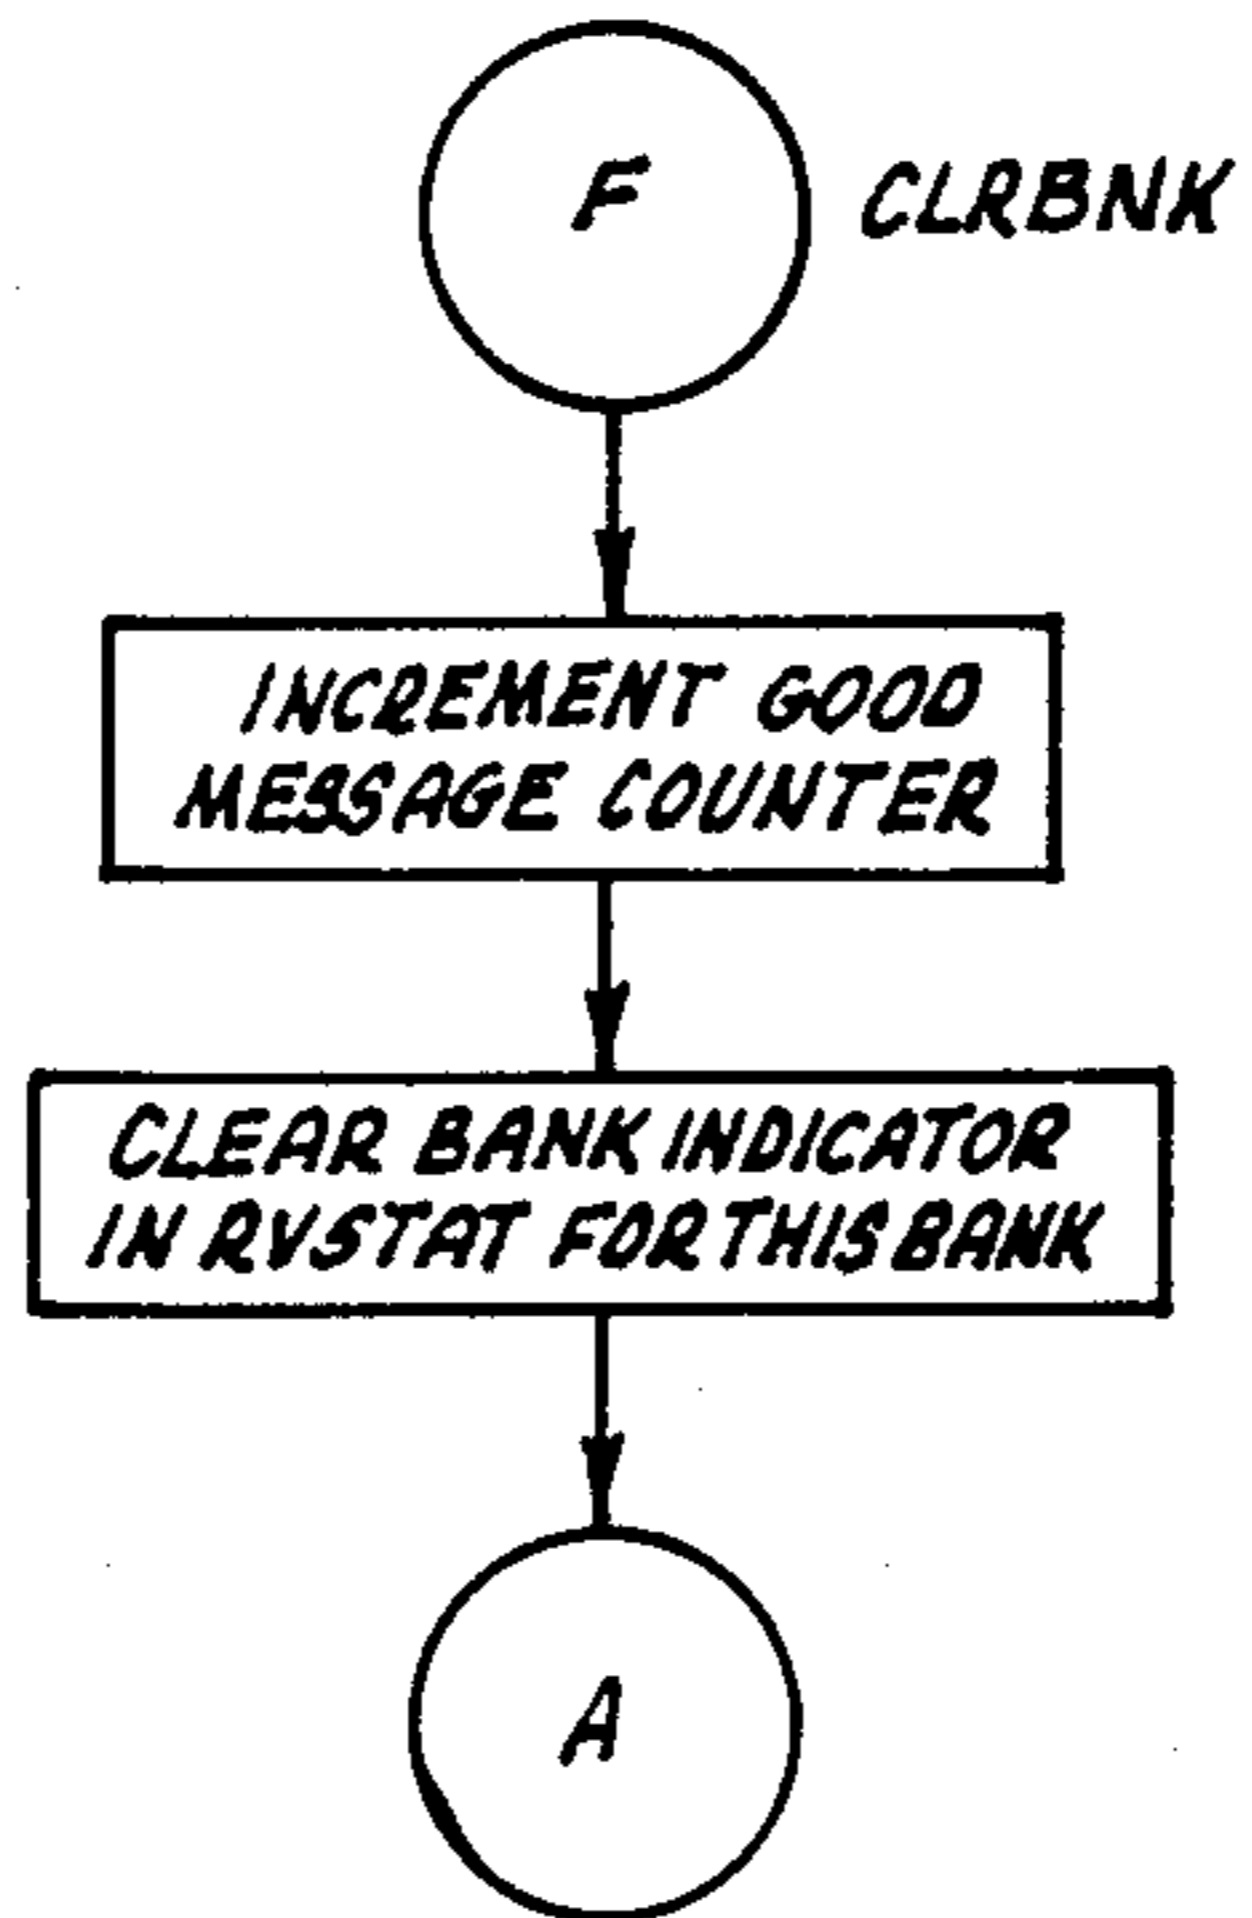 F CLRBNK
INCREMENT GOOD
MESSAGE COUNTER
CLEAR BANK INDICATOR
IN RVSTAT FOR THIS BANK
A